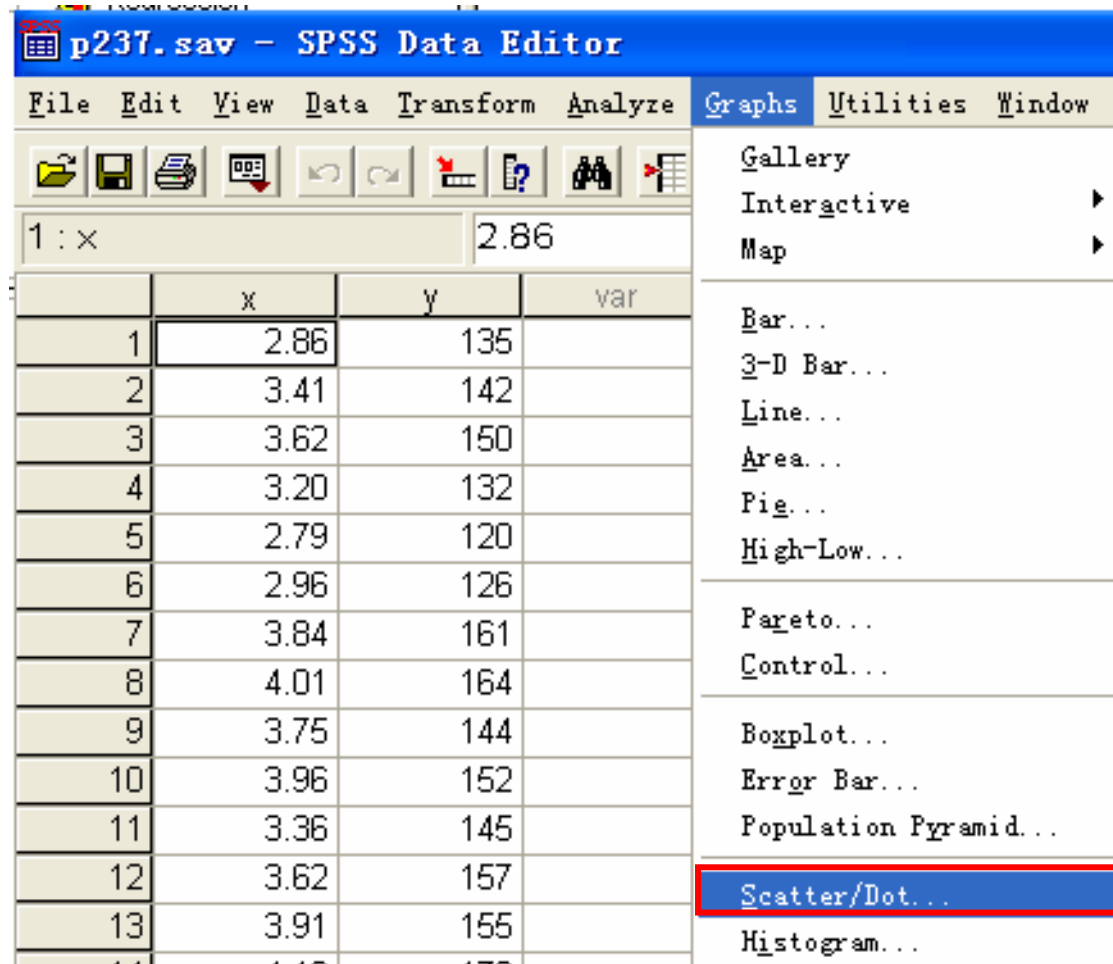 SPSS
p237.sav - SPSS Data Editor
File Edit View Data Transform Analyze Graphs Utilities Window
1 : x 2.86
x y var
1 2.86 135
2 3.41 142
3 3.62 150
4 3.20 132
5 2.79 120
6 2.96 126
7 3.84 161
8 4.01 164
9 3.75 144
10 3.96 152
11 3.36 145
12 3.62 157
13 3.91 155
Gallery
Interactive
Map
Bar...
3-D Bar...
Line...
Area...
Pie...
High-Low...
Pareto...
Control...
Boxplot...
Error Bar...
Population Pyramid...
Scatter/Dot...
Histogram...